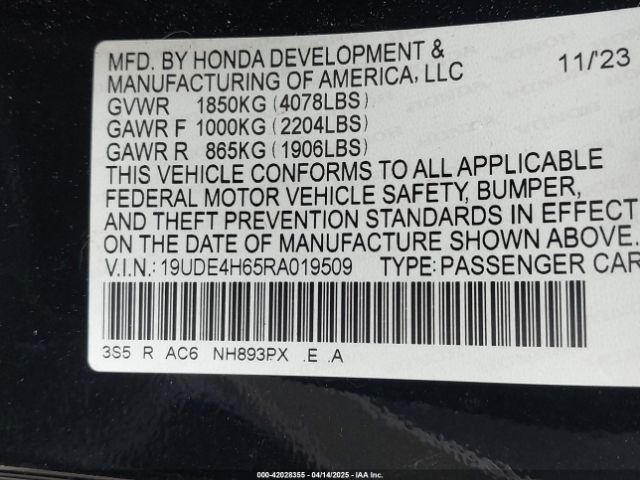 MFD. BY HONDA DEVELOPMENT &
MANUFACTURING OF AMERICA, LLC 11/'23
GVWR 1850KG (4078LBS)
GAWR F 1000KG (2204LBS)
GAWR R 865KG (1906LBS)
THIS VEHICLE CONFORMS TO ALL APPLICABLE
FEDERAL MOTOR VEHICLE SAFETY, BUMPER,
AND THEFT PREVENTION STANDARDS IN EFFECT
ON THE DATE OF MANUFACTURE SHOWN ABOVE.
V.I.N.: 19UDE4H65RA019509 TYPE: PASSENGER CAR
3S5 R AC6 NH893PX .E .A
000-42028355 - 04/14/2025 - IAA Inc.